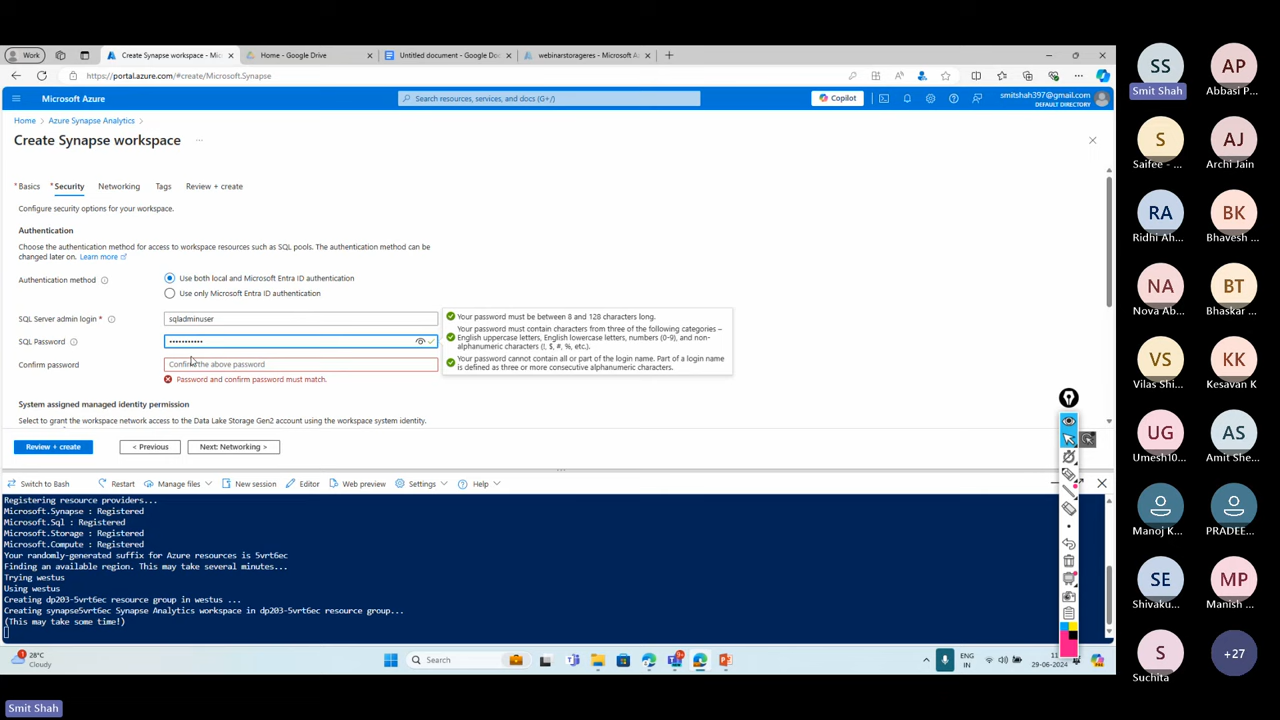 Work
Create Synapse workspace - Mic
Home - Google Drive
Untitled document - Google Doc
webinarstorageres - Microsoft A
https://portal.azure.com/#create/Microsoft.Synapse
Microsoft Azure
Search resources, services, and docs (G+/)
Copilot
smitshah397@gmail.com
DEFAULT DIRECTORY
Home > Azure Synapse Analytics >
Create Synapse workspace ...
* Basics * Security Networking Tags Review + create
Configure security options for your workspace.
Authentication
Choose the authentication method for access to workspace resources such as SQL pools. The authentication method can be
changed later on. Learn more
Authentication method
Use both local and Microsoft Entra ID authentication
Use only Microsoft Entra ID authentication
SQL Server admin login *
sqladminuser
SQL Password
•••••••••••
Confirm password
Confirm the above password
Password and confirm password must match.
Your password must be between 8 and 128 characters long.
Your password must contain characters from three of the following categories –
English uppercase letters, English lowercase letters, numbers (0-9), and non-
alphanumeric characters (!, $, #, %, etc.).
Your password cannot contain all or part of the login name. Part of a login name
is defined as three or more consecutive alphanumeric characters.
System assigned managed identity permission
Select to grant the workspace network access to the Data Lake Storage Gen2 account using the workspace system identity.
Review + create
< Previous
Next: Networking >
Switch to Bash
Restart
Manage files
New session
Editor
Web preview
Settings
Help
Registering resource providers...
Microsoft.Synapse : Registered
Microsoft.Sql : Registered
Microsoft.Storage : Registered
Microsoft.Compute : Registered
Your randomly-generated suffix for Azure resources is 5vrt6ec
Finding an available region. This may take several minutes...
Trying westus
Using westus
Creating dp203-5vrt6ec resource group in westus ...
Creating synapse5vrt6ec Synapse Analytics workspace in dp203-5vrt6ec resource group...
(This may take some time!)
1
28°C
Cloudy
Search
ENG
IN
29-06-2024
Smit Shah
SS
Smit Shah
AP
Abbasi P...
S
Saifee - ...
AJ
Archi Jain
RA
Ridhi Ah...
BK
Bhavesh ...
NA
Nova Ab...
BT
Bhaskar ...
VS
Vilas Shi...
KK
Kesavan K
UG
Umesh10...
AS
Amit She...
Manoj K...
PRADEE...
SE
Shivaku...
MP
Manish ...
S
Suchita
+27